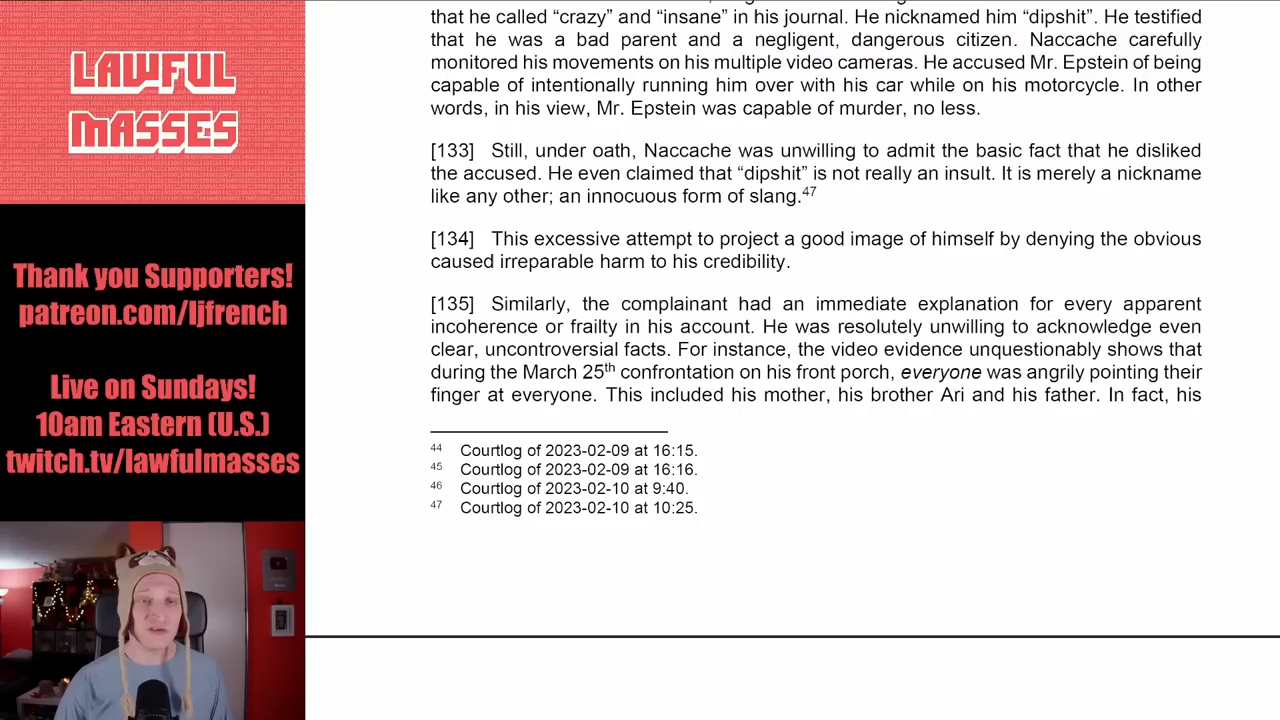 LAWFUL
MASSES
Thank you Supporters!
patreon.com/ljfrench
Live on Sundays!
10am Eastern (U.S.)
twitch.tv/lawfulmasses
that he called “crazy” and “insane” in his journal. He nicknamed him “dipshit”. He testified
that he was a bad parent and a negligent, dangerous citizen. Naccache carefully
monitored his movements on his multiple video cameras. He accused Mr. Epstein of being
capable of intentionally running him over with his car while on his motorcycle. In other
words, in his view, Mr. Epstein was capable of murder, no less.
[133] Still, under oath, Naccache was unwilling to admit the basic fact that he disliked
the accused. He even claimed that “dipshit” is not really an insult. It is merely a nickname
like any other; an innocuous form of slang.47
[134] This excessive attempt to project a good image of himself by denying the obvious
caused irreparable harm to his credibility.
[135] Similarly, the complainant had an immediate explanation for every apparent
incoherence or frailty in his account. He was resolutely unwilling to acknowledge even
clear, uncontroversial facts. For instance, the video evidence unquestionably shows that
during the March 25th confrontation on his front porch, everyone was angrily pointing their
finger at everyone. This included his mother, his brother Ari and his father. In fact, his
44 Courtlog of 2023-02-09 at 16:15.
45 Courtlog of 2023-02-09 at 16:16.
46 Courtlog of 2023-02-10 at 9:40.
47 Courtlog of 2023-02-10 at 10:25.